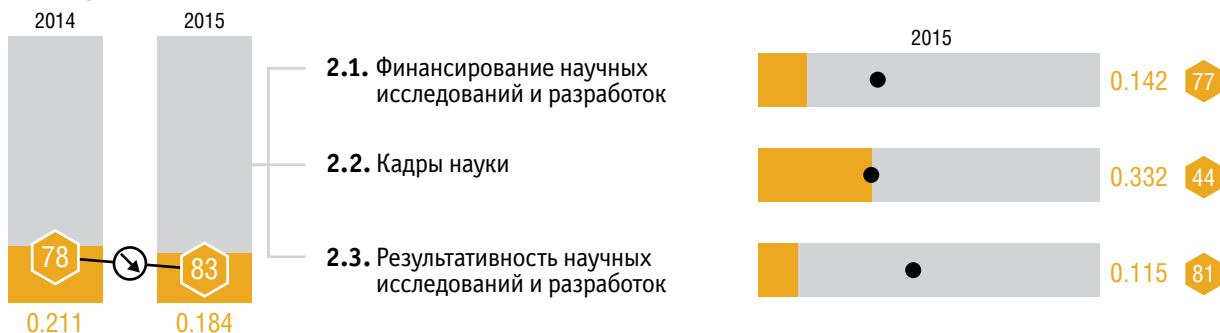 2014
2015
78
83
0.211
0.184
2.1. Финансирование научных
исследований и разработок
2.2. Кадры науки
2.3. Результативность научных
исследований и разработок
2015
0.142 77
0.332 44
0.115 81